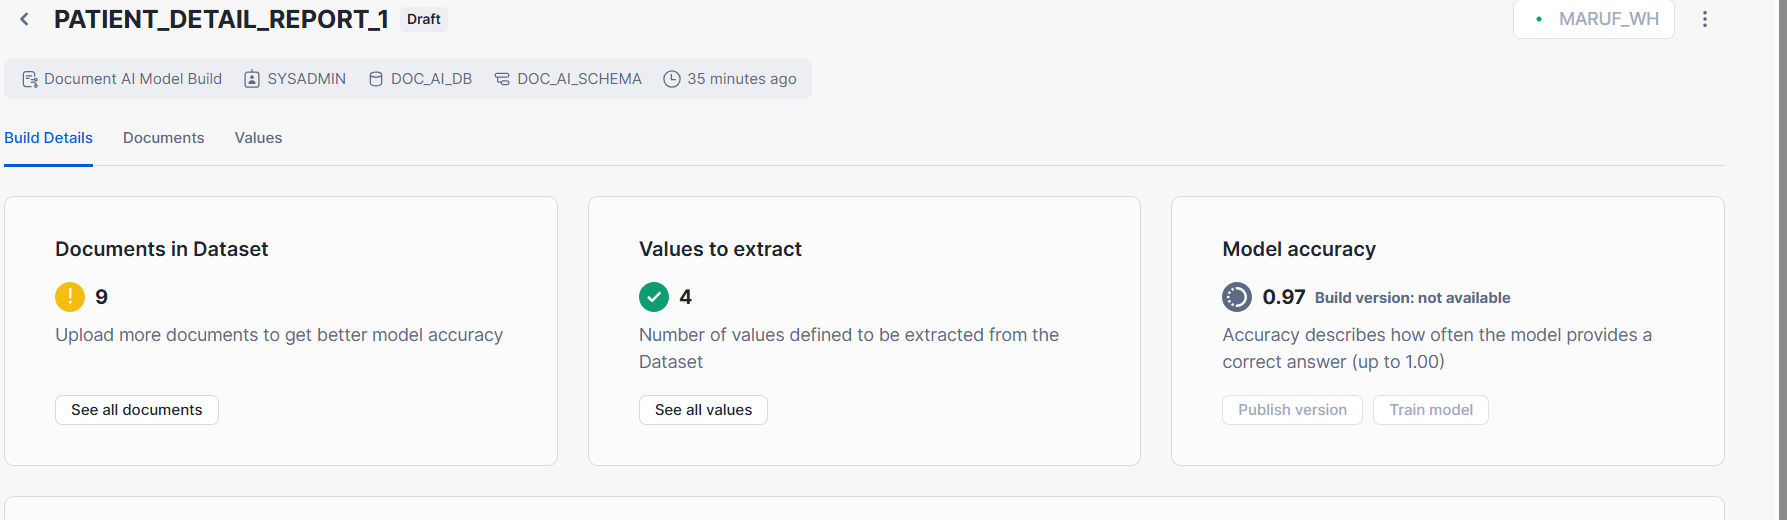 PATIENT_DETAIL_REPORT_1 Draft MARUF_WH
Document AI Model Build SYSADMIN DOC_AI_DB DOC_AI_SCHEMA 35 minutes ago
Build Details Documents Values
Documents in Dataset
9
Upload more documents to get better model accuracy
See all documents
Values to extract
4
Number of values defined to be extracted from the
Dataset
See all values
Model accuracy
0.97 Build version: not available
Accuracy describes how often the model provides a
correct answer (up to 1.00)
Publish version Train model